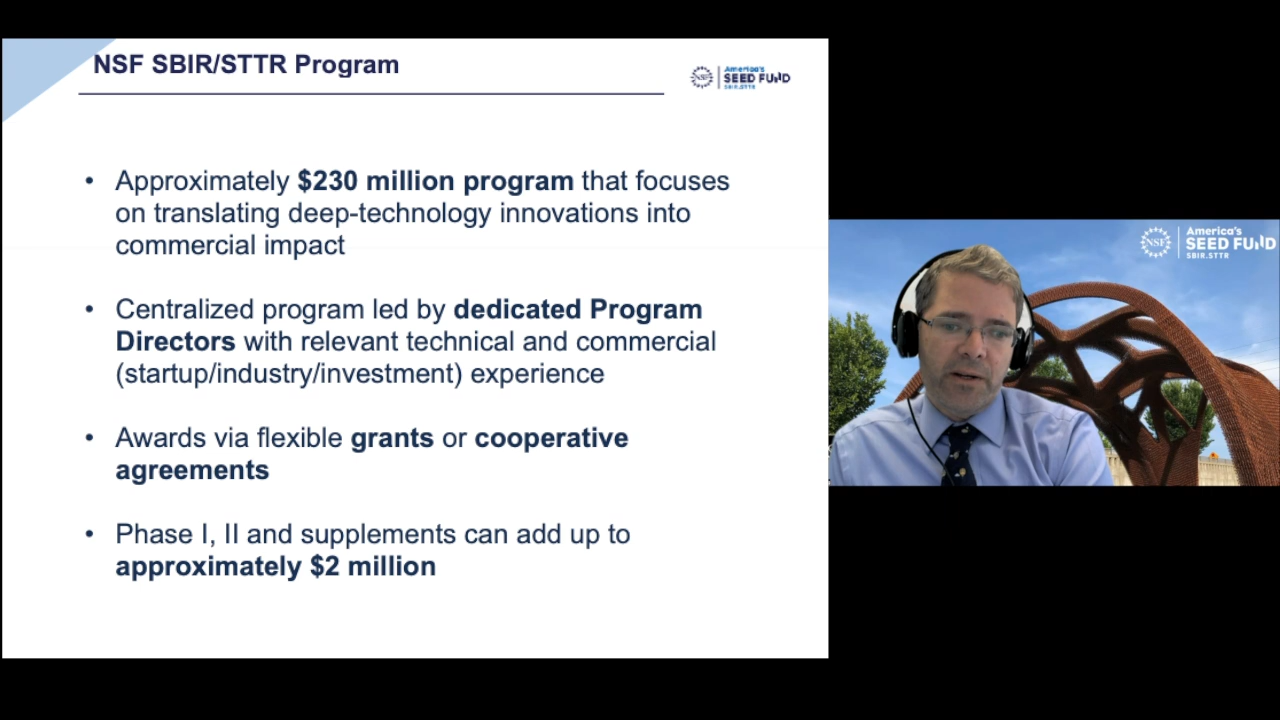 NSF SBIR/STTR Program
NSF
America's
SEED FUND
SBIR.STTR
• Approximately $230 million program that focuses
on translating deep-technology innovations into
commercial impact
• Centralized program led by dedicated Program
Directors with relevant technical and commercial
(startup/industry/investment) experience
• Awards via flexible grants or cooperative
agreements
• Phase I, II and supplements can add up to
approximately $2 million
NSF
America's
SEED FUND
SBIR.STTR